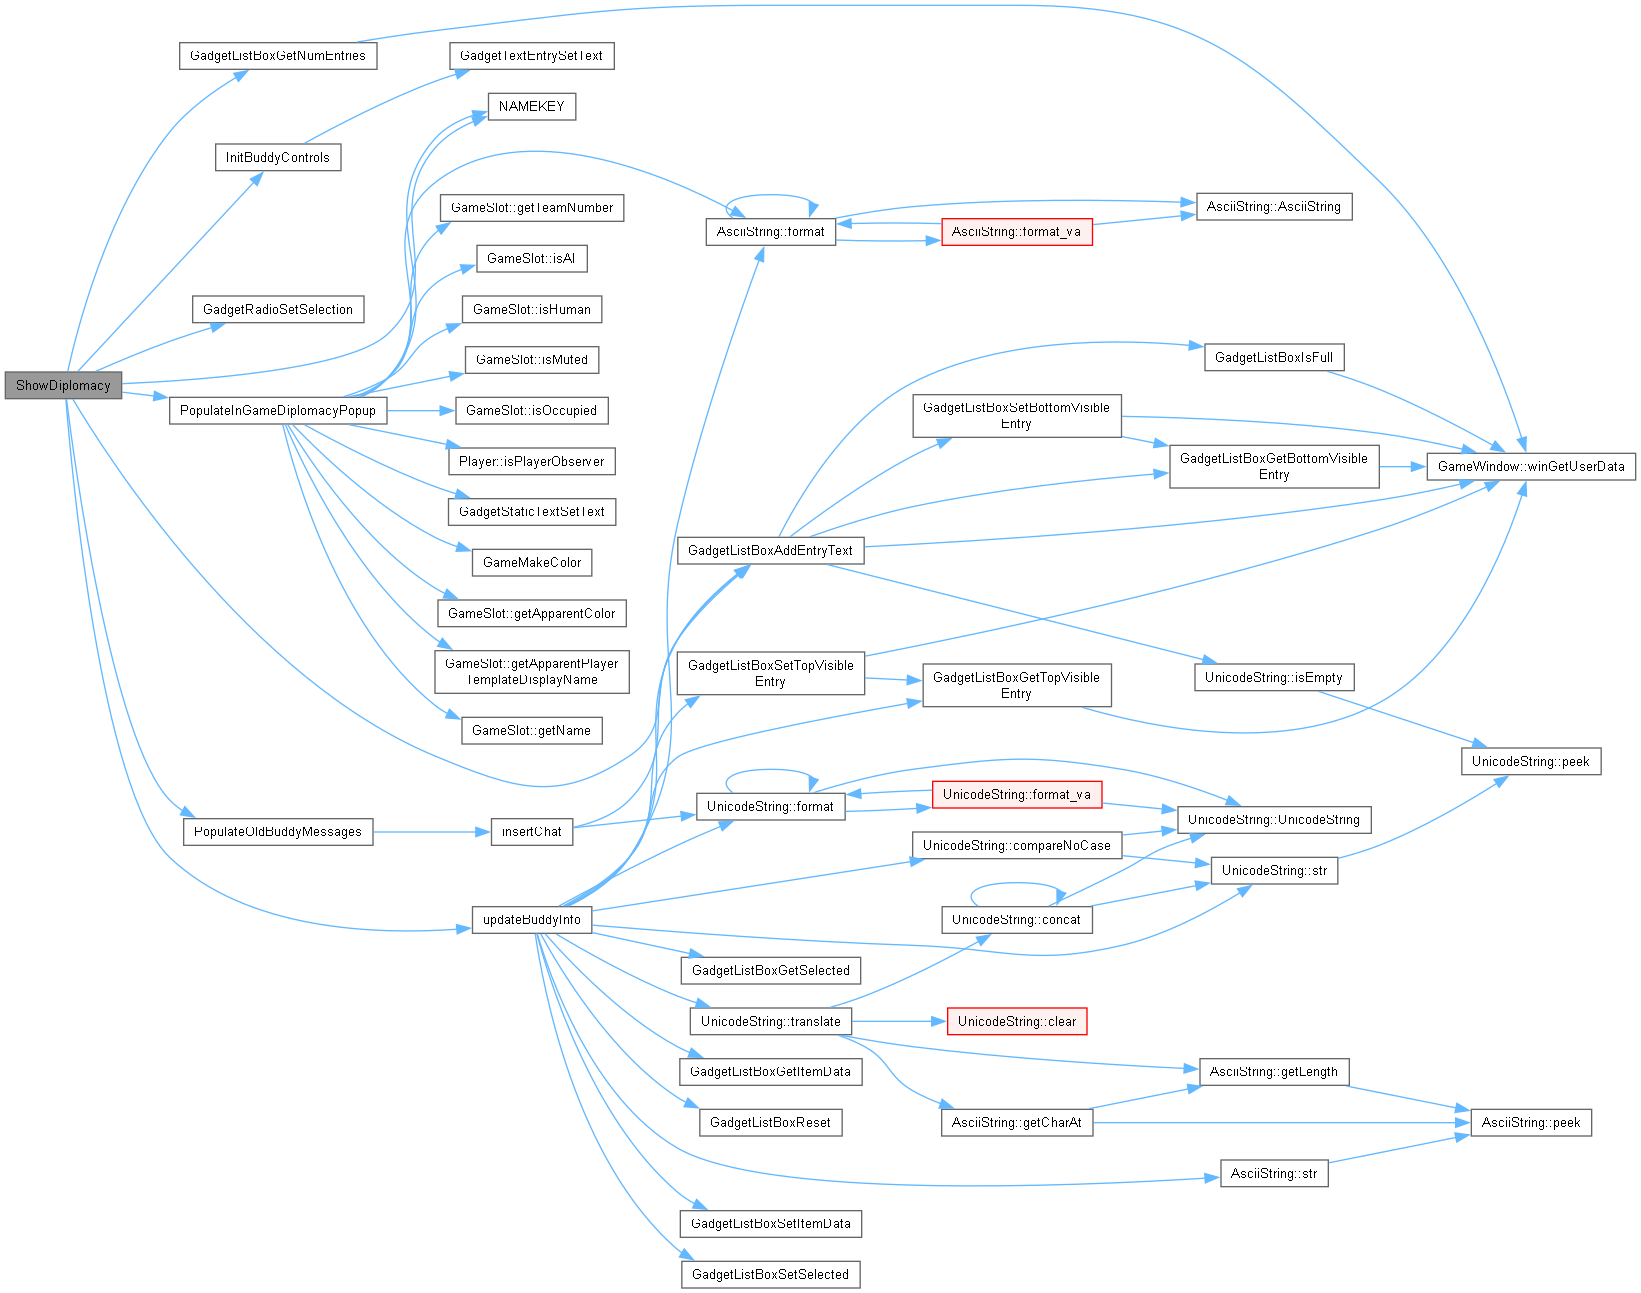 ShowDiplomacy
GadgetListBoxGetNumEntries
InitBuddyControls
GadgetRadioSetSelection
PopulateInGameDiplomacyPopup
PopulateOldBuddyMessages
GadgetTextEntrySetText
NAMEKEY
GameSlot::getTeamNumber
GameSlot::isAI
GameSlot::isHuman
GameSlot::isMuted
GameSlot::isOccupied
Player::isPlayerObserver
GadgetStaticTextSetText
GameMakeColor
GameSlot::getApparentColor
GameSlot::getApparentPlayer
TemplateDisplayName
GameSlot::getName
insertChat
updateBuddyInfo
AsciiString::format
GadgetListBoxAddEntryText
GadgetListBoxSetTopVisible
Entry
UnicodeString::format
GadgetListBoxGetSelected
UnicodeString::translate
GadgetListBoxGetItemData
GadgetListBoxReset
GadgetListBoxSetItemData
GadgetListBoxSetSelected
AsciiString::format_va
GadgetListBoxSetBottomVisible
Entry
GadgetListBoxGetTopVisible
Entry
UnicodeString::format_va
UnicodeString::compareNoCase
UnicodeString::concat
UnicodeString::clear
AsciiString::getCharAt
AsciiString::AsciiString
GadgetListBoxIsFull
GadgetListBoxGetBottomVisible
Entry
UnicodeString::isEmpty
UnicodeString::UnicodeString
UnicodeString::str
AsciiString::getLength
AsciiString::str
GameWindow::winGetUserData
UnicodeString::peek
AsciiString::peek